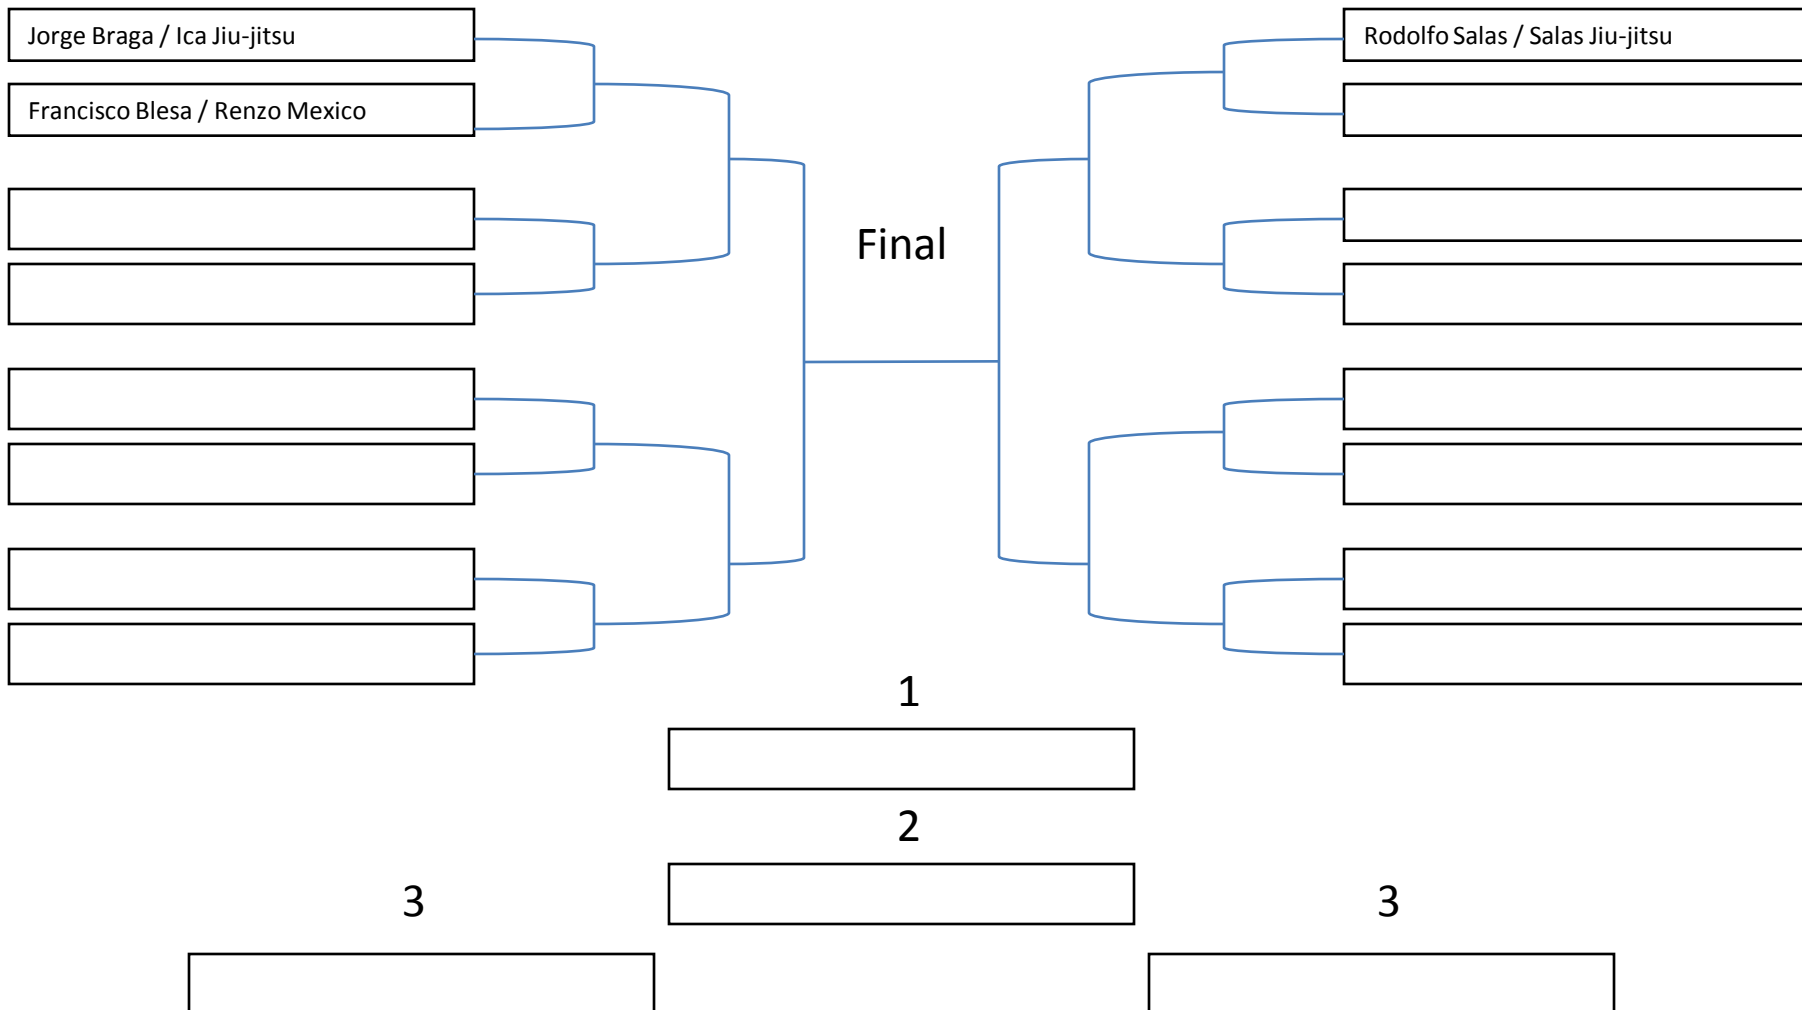 Jorge Braga / Ica Jiu-jitsu
Rodolfo Salas / Salas Jiu-jitsu
Francisco Blesa / Renzo Mexico
Final
1
2
3
3